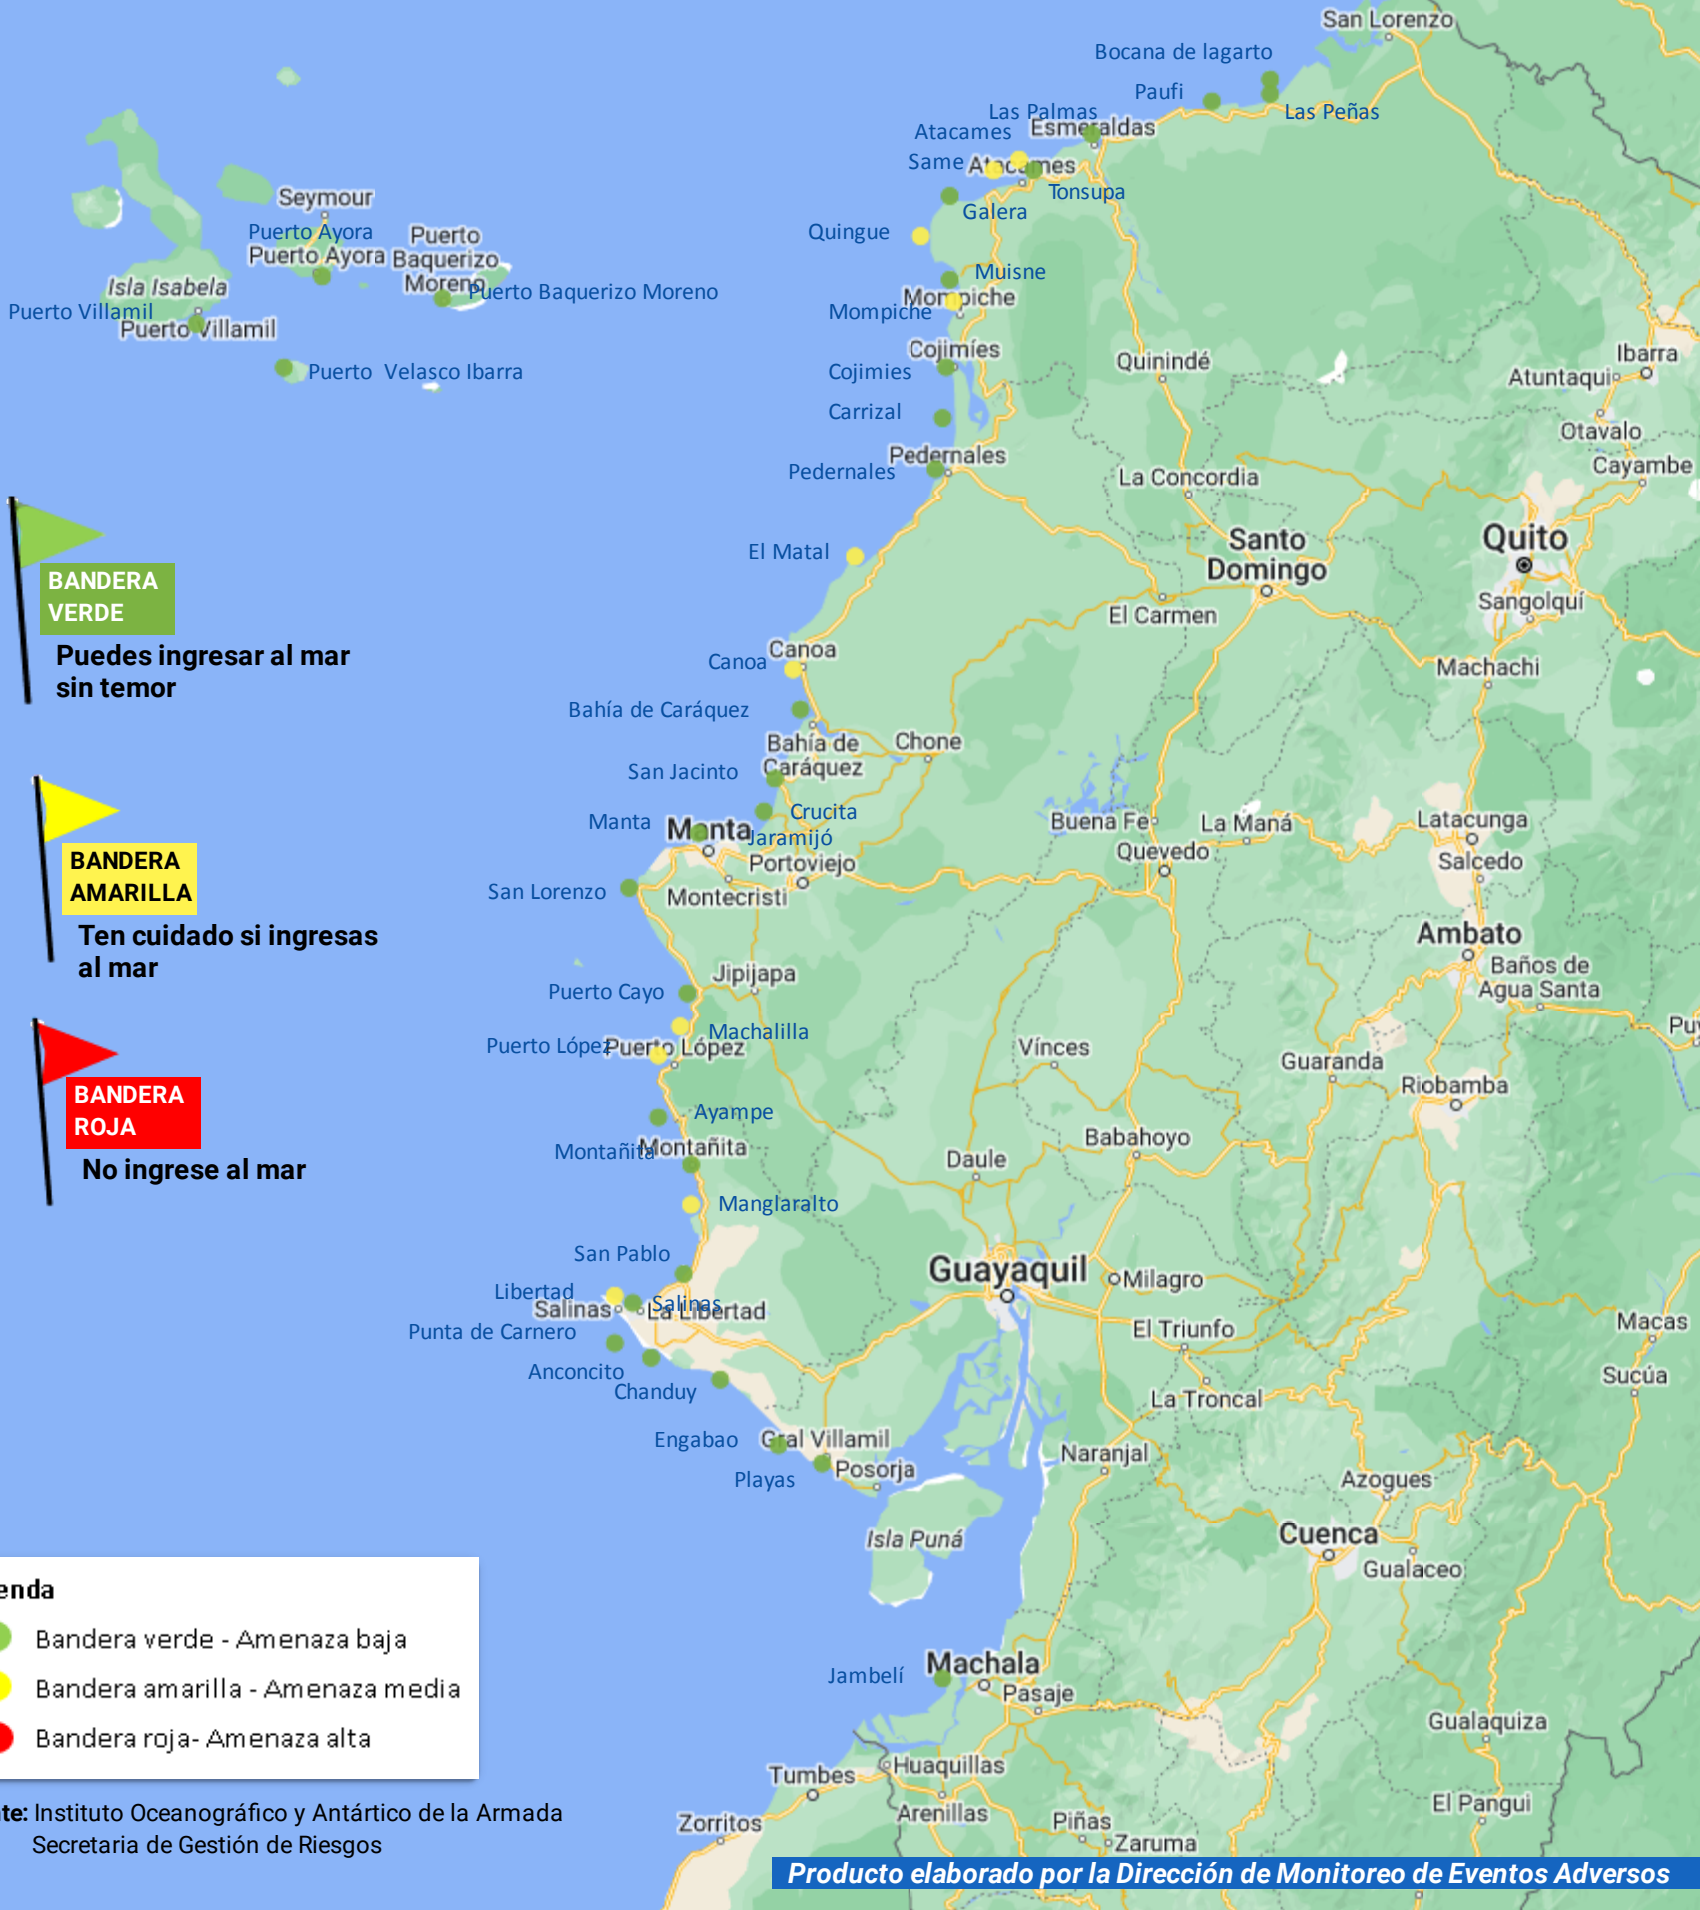 San Lorenzo
Bocana de lagarto
Paufi
Las Palmas
Las Peñas
Atacames
Esmeraldas
Same
Atacames
Tonsupa
Seymour
Galera
Puerto Ayora
Puerto Ayora
Puerto
Baquerizo
Moreno
Quingue
Isla Isabela
Puerto Baquerizo Moreno
Muisne
Puerto Villamil
Puerto Villamil
Mompiche
Mompiche
Cojimíes
Quinindé
Ibarra
Puerto Velasco Ibarra
Cojimies
Atuntaqui
Carrizal
Otavalo
Pedernales
Pedernales
La Concordia
Cayambe
Quito
Santo
Domingo
El Matal
BANDERA
VERDE
El Carmen
Sangolquí
Puedes ingresar al mar
sin temor
Canoa
Canoa
Machachi
Bahía de Caráquez
Bahía de
Caráquez
Chone
San Jacinto
Crucita
Manta
Manta
Jaramijó
Buena Fe
La Maná
Latacunga
BANDERA
AMARILLA
Portoviejo
Quevedo
Salcedo
San Lorenzo
Montecristi
Ten cuidado si ingresas
al mar
Ambato
Jipijapa
Baños de
Agua Santa
Puerto Cayo
Machalilla
Puerto López
Puerto López
Vínces
Guaranda
Riobamba
BANDERA
ROJA
Ayampe
Montañita
Montañita
Babahoyo
No ingrese al mar
Daule
Manglaralto
San Pablo
Guayaquil
Milagro
Libertad
Salinas
Salinas
La Libertad
Punta de Carnero
El Triunfo
Macas
Anconcito
Sucúa
Chanduy
La Troncal
Engabao
Gral Villamil
Naranjal
Playas
Posorja
Azogues
Isla Puná
Cuenca
Gualaceo
enda
Bandera verde - Amenaza baja
Bandera amarilla - Amenaza media
Bandera roja- Amenaza alta
Jambelí
Machala
Pasaje
Gualaquiza
Huaquillas
Tumbes
El Pangui
te: Instituto Oceanográfico y Antártico de la Armada
Secretaria de Gestión de Riesgos
Zorritos
Arenillas
Piñas
Zaruma
Producto elaborado por la Dirección de Monitoreo de Eventos Adversos